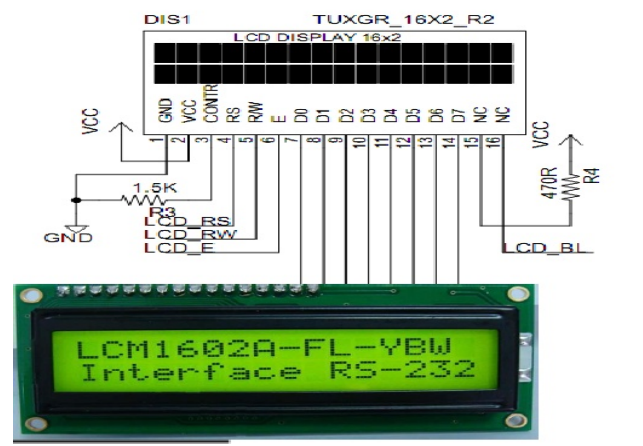 DIS1 TUXGR_16X2_R2
LCD DISPLAY 16x2
GND VCC CONTR RS R/W E D0 D1 D2 D3 D4 D5 D6 D7 NC NC
1 2 3 4 5 6 7 8 9 10 11 12 13 14 15 16
VCC
VCC
1.5K
R3
470R
R4
GND
LCD_RS
LCD_RW
LCD_E
LCD_BL
LCM1602A-FL-YBW
Interface RS-232